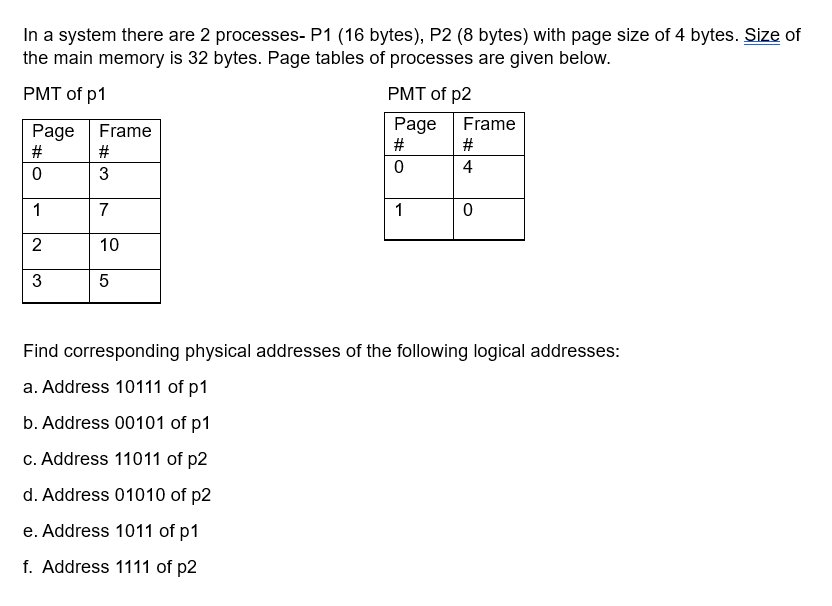 In a system there are 2 processes- P1 (16 bytes), P2 (8 bytes) with page size of 4 bytes. Size of
the main memory is 32 bytes. Page tables of processes are given below.
PMT of p1
PMT of p2
Page # Frame #
0 3
1 7
2 10
3 5
Page # Frame #
0 4
1 0
Find corresponding physical addresses of the following logical addresses:
a. Address 10111 of p1
b. Address 00101 of p1
c. Address 11011 of p2
d. Address 01010 of p2
e. Address 1011 of p1
f. Address 1111 of p2